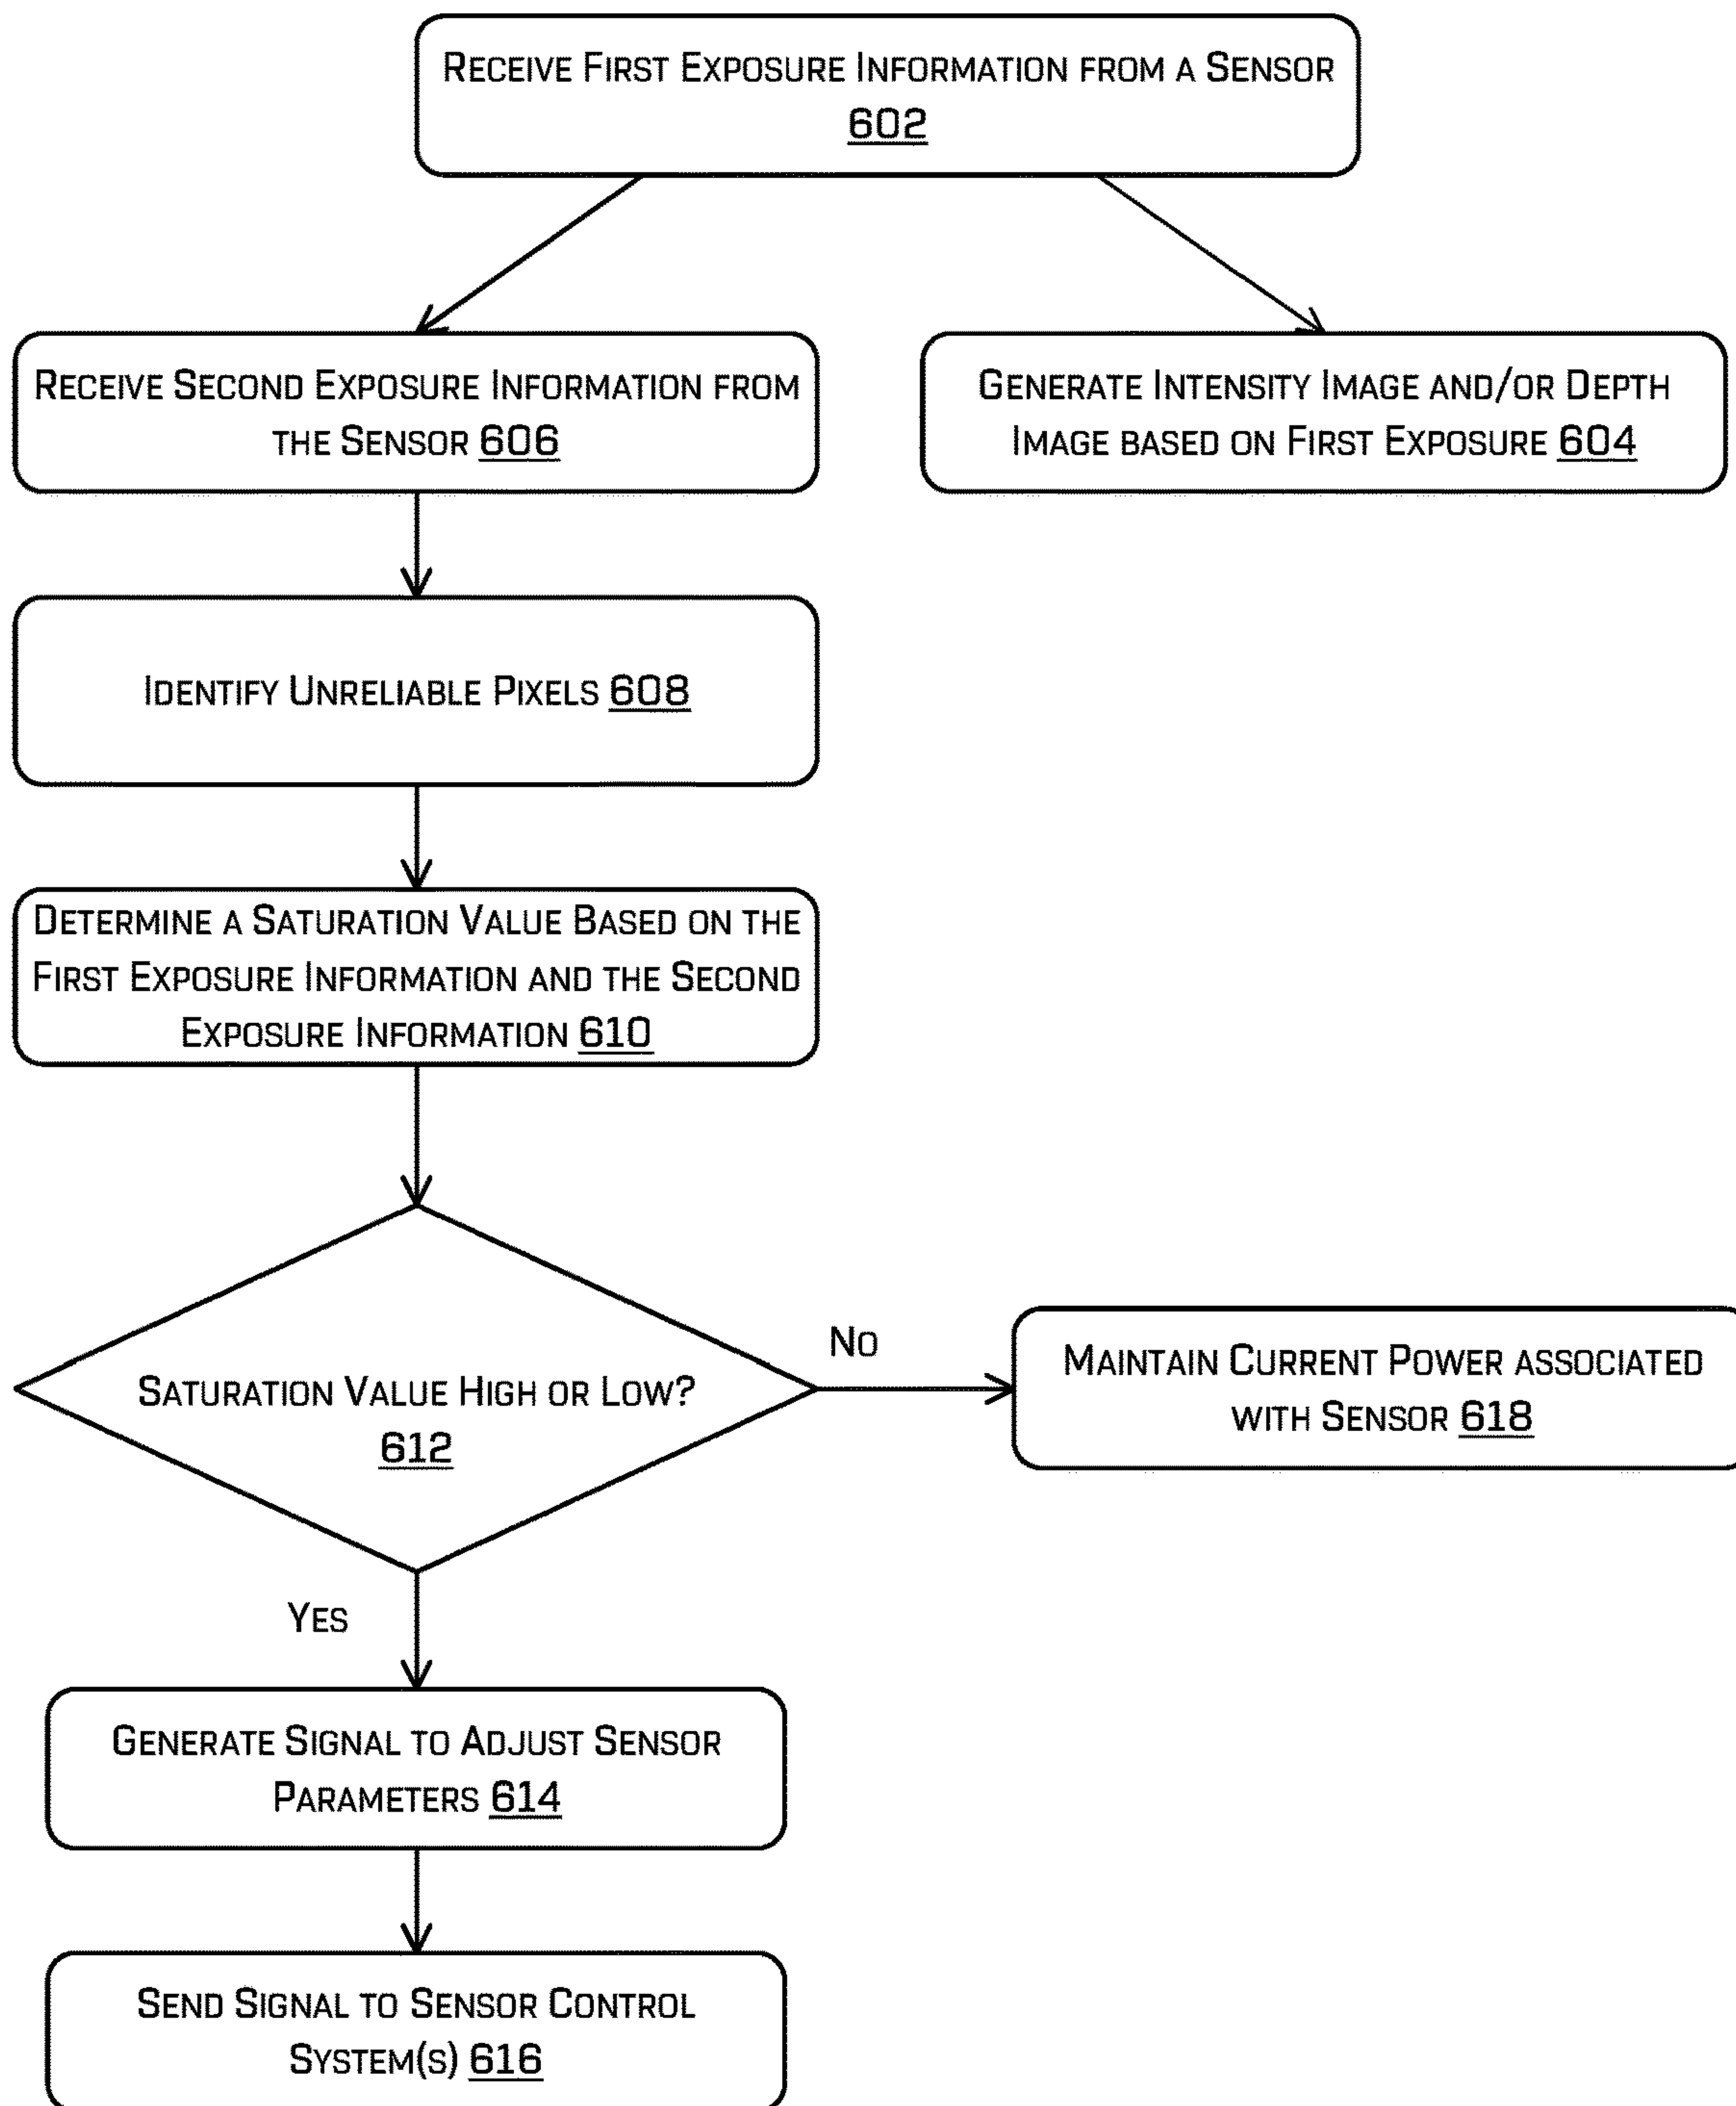 Receive First Exposure Information from a Sensor
602
Receive Second Exposure Information from
the Sensor 606
Generate Intensity Image and/or Depth
Image based on First Exposure 604
Identify Unreliable Pixels 608
Determine a Saturation Value Based on the
First Exposure Information and the Second
Exposure Information 610
Saturation Value High or Low?
612
No
Maintain Current Power associated
with Sensor 618
Yes
Generate Signal to Adjust Sensor
Parameters 614
Send Signal to Sensor Control
System(s) 616